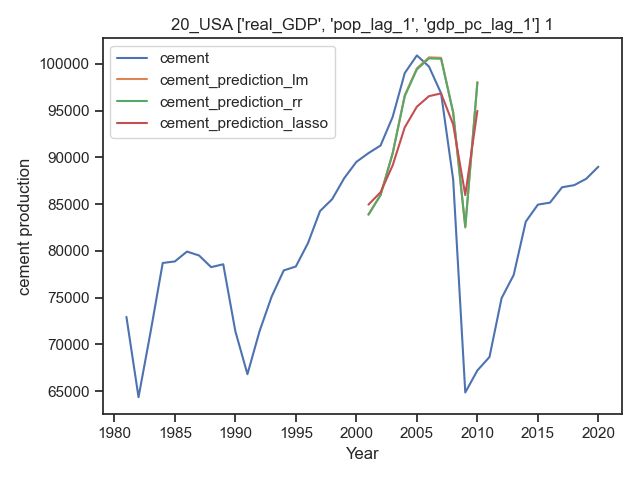 20_USA ['real_GDP', 'pop_lag_1', 'gdp_pc_lag_1'] 1
cement
cement_prediction_lm
cement_prediction_rr
cement_prediction_lasso
cement production
100000
95000
90000
85000
80000
75000
70000
65000
1980 1985 1990 1995 2000 2005 2010 2015 2020
Year